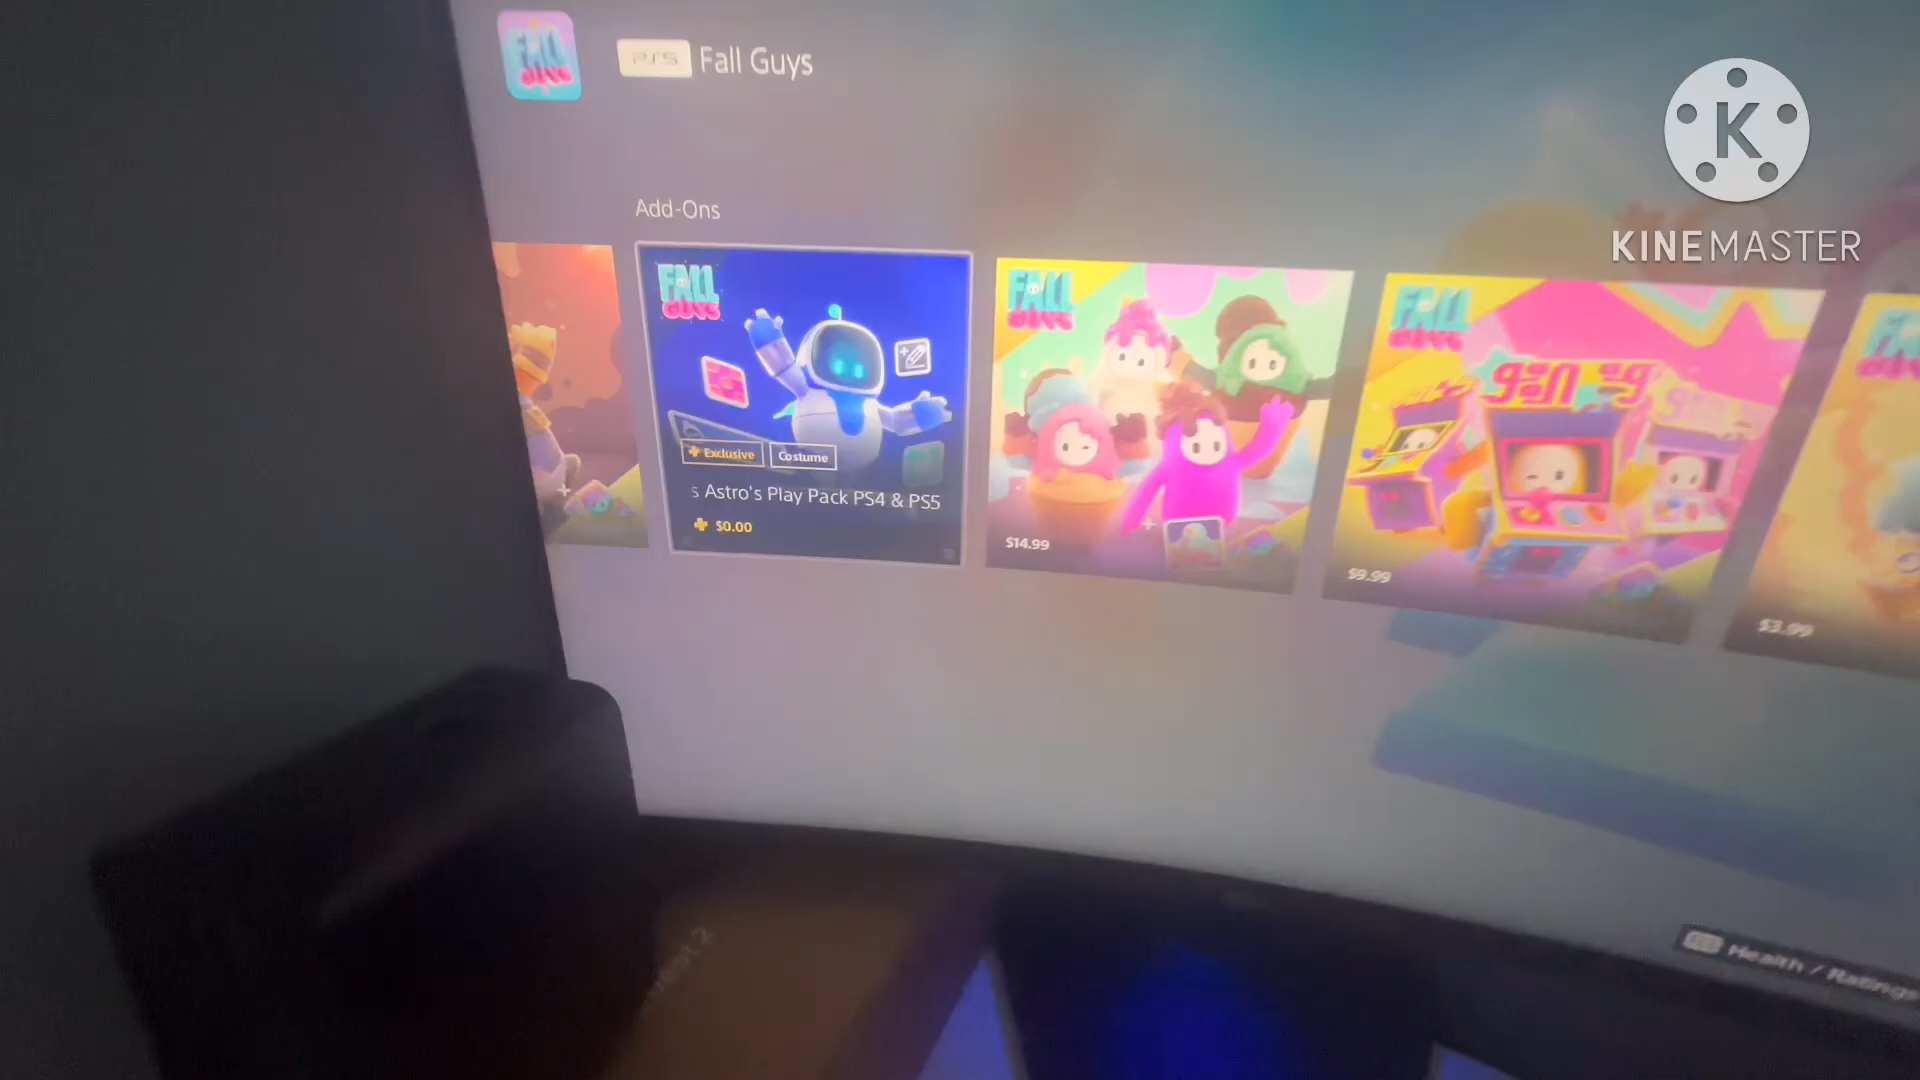 PS5 Fall Guys
FALL GUYS
K
KINEMASTER
Add-Ons
FALL GUYS
Exclusive
Costume
s Astro's Play Pack PS4 & PS5
$0.00
FALL GUYS
$14.99
FALL GUYS
$9.99
$3.99
Health / Ratings